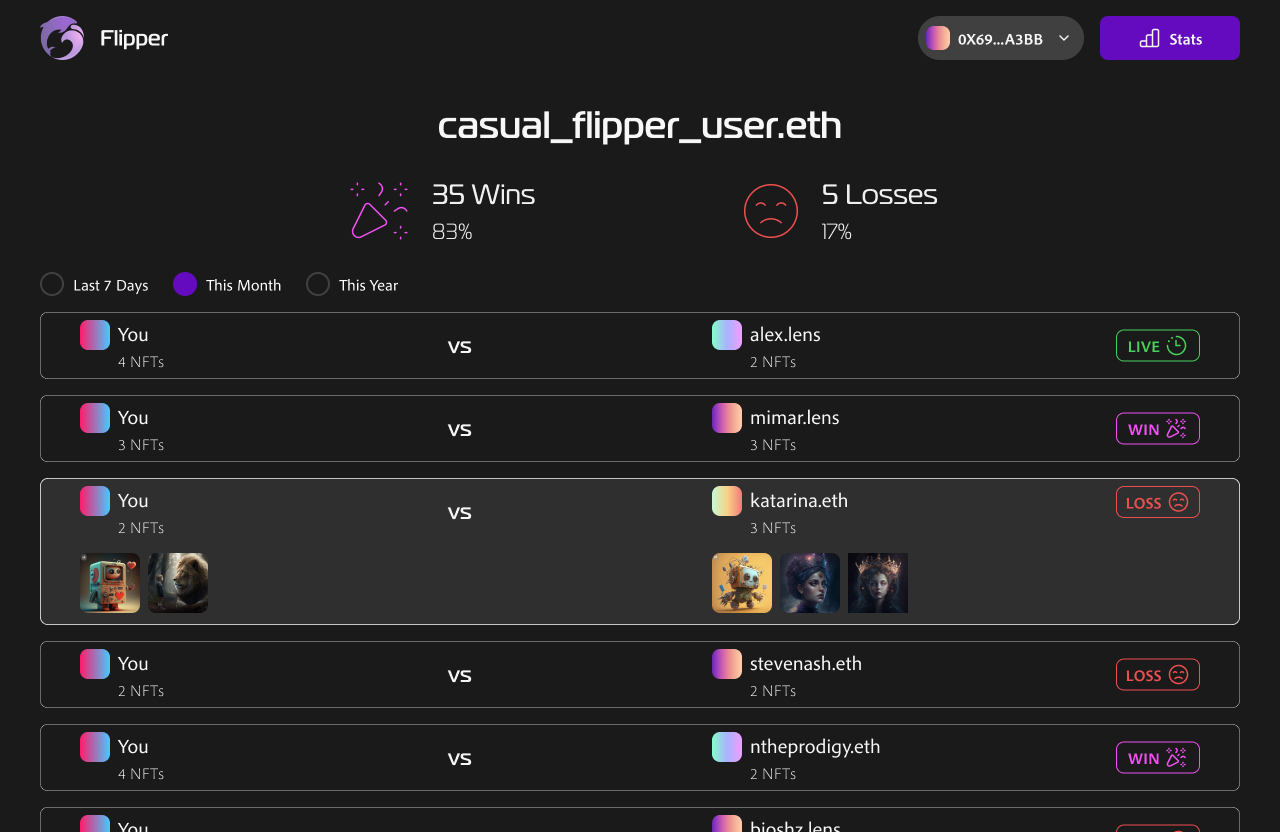 Flipper
0X69...A3BB
Stats
casual_flipper_user.eth
35 Wins
83%
5 Losses
17%
Last 7 Days
This Month
This Year
You
4 NFTs
VS
alex.lens
2 NFTs
LIVE
You
3 NFTs
VS
mimar.lens
3 NFTs
WIN
You
2 NFTs
VS
katarina.eth
3 NFTs
LOSS
You
2 NFTs
VS
stevenash.eth
2 NFTs
LOSS
You
4 NFTs
VS
ntheprodigy.eth
2 NFTs
WIN
You
bioshz.lens